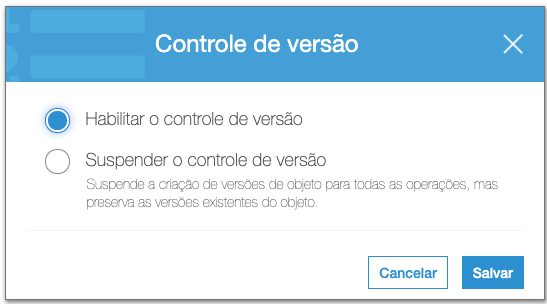 Controle de versão
Habilitar o controle de versão
Suspender o controle de versão
Suspende a criação de versões de objeto para todas as operações, mas
preserva as versões existentes do objeto.
Cancelar
Salvar